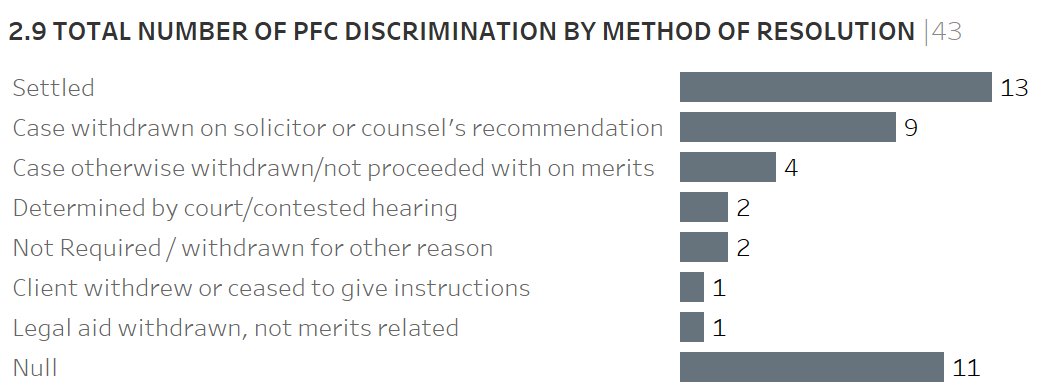 2.9 TOTAL NUMBER OF PFC DISCRIMINATION BY METHOD OF RESOLUTION |43
Settled 13
Case withdrawn on solicitor or counsel's recommendation 9
Case otherwise withdrawn/not proceeded with on merits 4
Determined by court/contested hearing 2
Not Required / withdrawn for other reason 2
Client withdrew or ceased to give instructions 1
Legal aid withdrawn, not merits related 1
Null 11